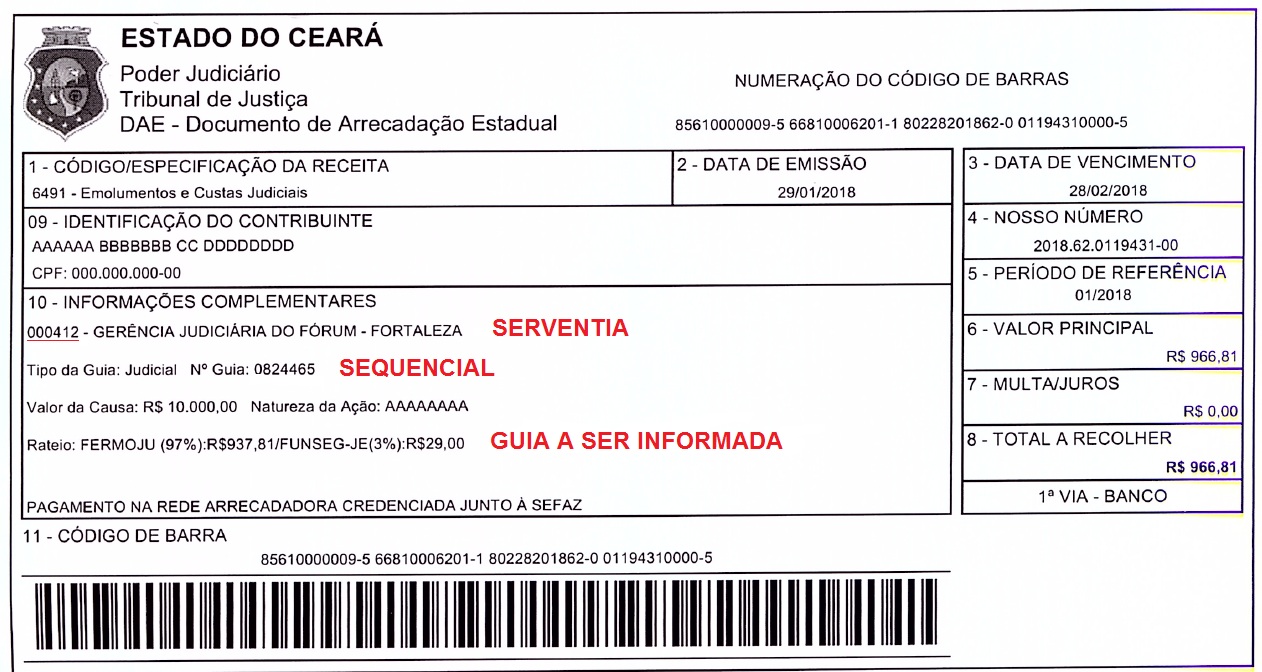 ESTADO DO CEARÁ
Poder Judiciário
Tribunal de Justiça
DAE - Documento de Arrecadação Estadual
NUMERAÇÃO DO CÓDIGO DE BARRAS
85610000009-5 66810006201-1 80228201862-0 01194310000-5
1 - CÓDIGO/ESPECIFICAÇÃO DA RECEITA
6491 - Emolumentos e Custas Judiciais
2 - DATA DE EMISSÃO
29/01/2018
3 - DATA DE VENCIMENTO
28/02/2018
09 - IDENTIFICAÇÃO DO CONTRIBUINTE
AAAAAA BBBBBBB CC DDDDDDDD
CPF: 000.000.000-00
4 - NOSSO NÚMERO
2018.62.0119431-00
5 - PERÍODO DE REFERÊNCIA
01/2018
10 - INFORMAÇÕES COMPLEMENTARES
000412 - GERÊNCIA JUDICIÁRIA DO FÓRUM - FORTALEZA SERVENTIA
Tipo da Guia: Judicial Nº Guia: 0824465 SEQUENCIAL
Valor da Causa: R$ 10.000,00 Natureza da Ação: AAAAAAAA
Rateio: FERMOJU (97%):R$937,81/FUNSEG-JE(3%):R$29,00 GUIA A SER INFORMADA
PAGAMENTO NA REDE ARRECADADORA CREDENCIADA JUNTO À SEFAZ
6 - VALOR PRINCIPAL
R$ 966,81
7 - MULTA/JUROS
R$ 0,00
8 - TOTAL A RECOLHER
R$ 966,81
1ª VIA - BANCO
11 - CÓDIGO DE BARRA
85610000009-5 66810006201-1 80228201862-0 01194310000-5